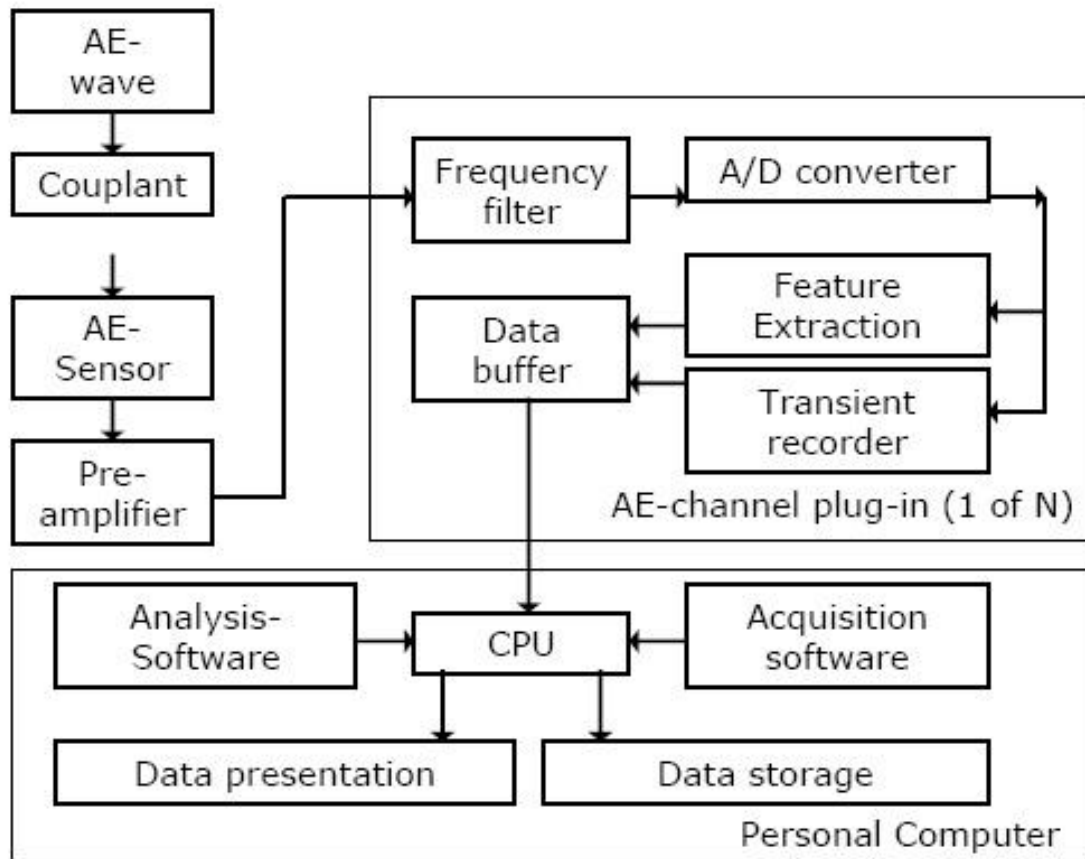 AE-
wave
Couplant
AE-
Sensor
Pre-
amplifier
Frequency
filter
A/D converter
Feature
Extraction
Data
buffer
Transient
recorder
AE-channel plug-in (1 of N)
Analysis-
Software
CPU
Acquisition
software
Data presentation
Data storage
Personal Computer